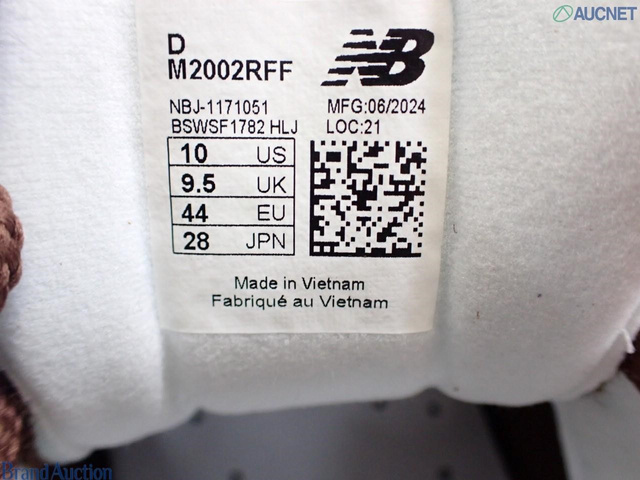 AUCNET
D
M2002RFF
NB
NBJ-1171051
MFG:06/2024
BSWSF1782 HLJ
LOC:21
10 US
9.5 UK
44 EU
28 JPN
Made in Vietnam
Fabriqué au Vietnam
Brand Auction